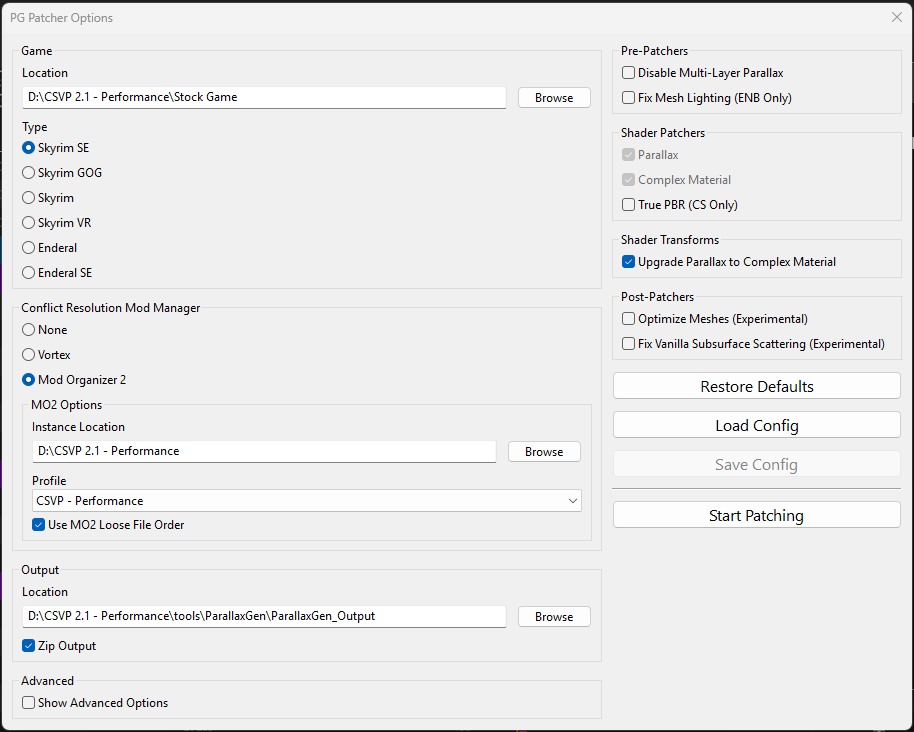 PG Patcher Options
Game
Location
D:\CSVP 2.1 - Performance\Stock Game
Browse
Type
Skyrim SE
Skyrim GOG
Skyrim
Skyrim VR
Enderal
Enderal SE
Conflict Resolution Mod Manager
None
Vortex
Mod Organizer 2
MO2 Options
Instance Location
D:\CSVP 2.1 - Performance
Browse
Profile
CSVP - Performance
Use MO2 Loose File Order
Output
Location
D:\CSVP 2.1 - Performance\tools\ParallaxGen\ParallaxGen_Output
Browse
Zip Output
Advanced
Show Advanced Options
Pre-Patchers
Disable Multi-Layer Parallax
Fix Mesh Lighting (ENB Only)
Shader Patchers
Parallax
Complex Material
True PBR (CS Only)
Shader Transforms
Upgrade Parallax to Complex Material
Post-Patchers
Optimize Meshes (Experimental)
Fix Vanilla Subsurface Scattering (Experimental)
Restore Defaults
Load Config
Save Config
Start Patching